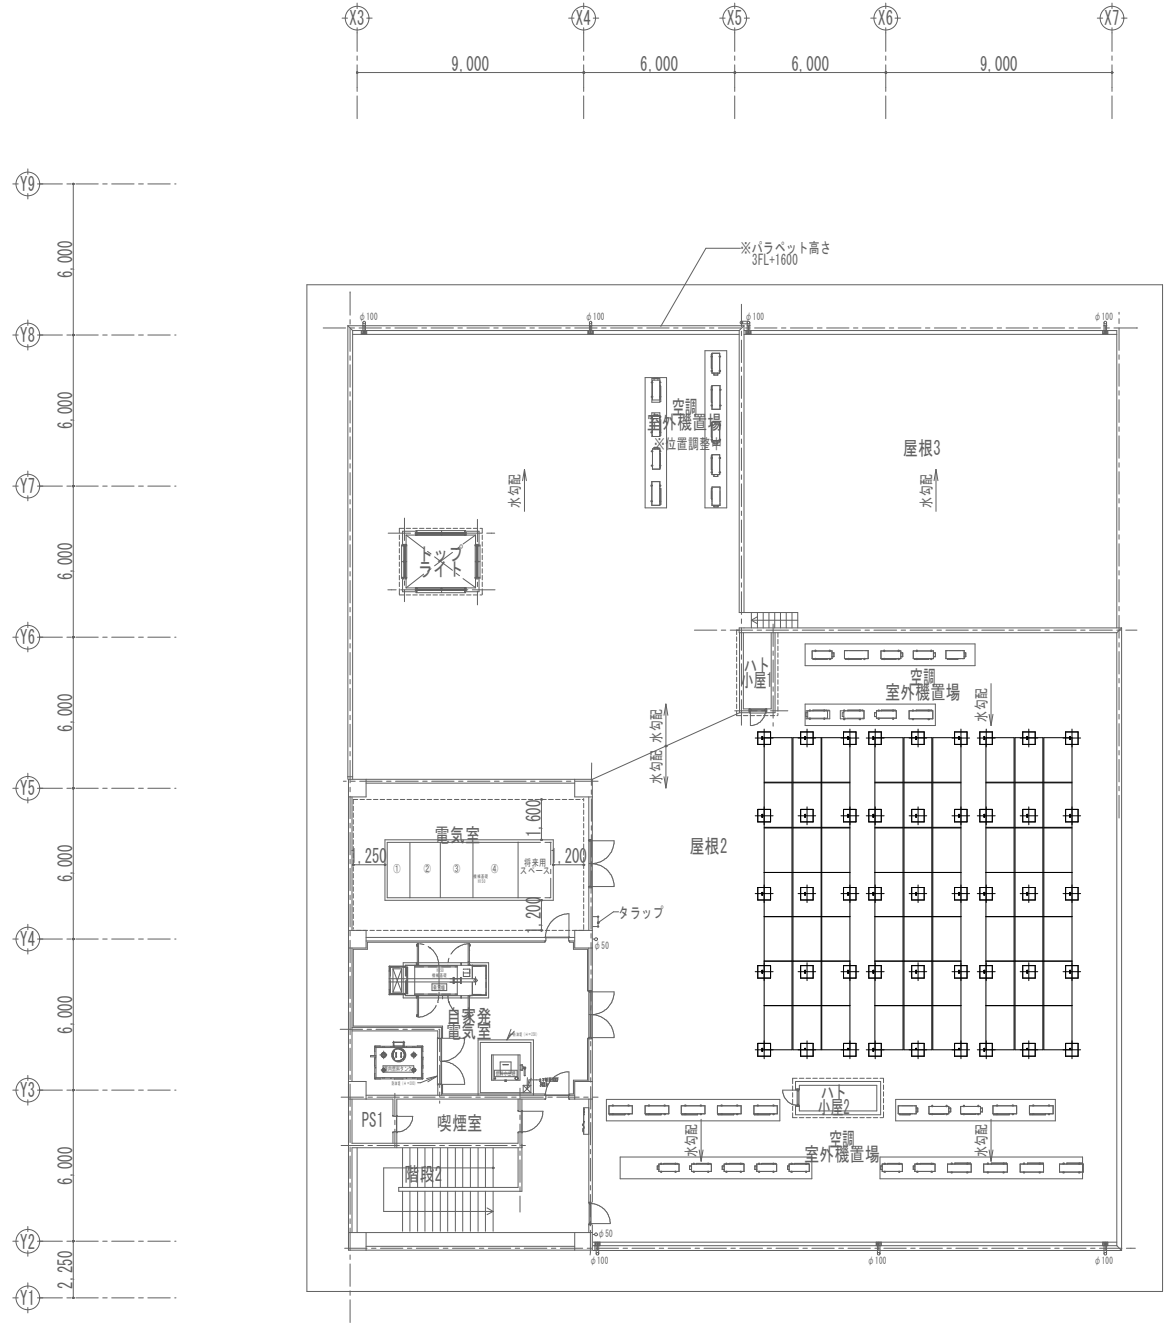 X3
X4
X5
X6
X7
9,000
6,000
6,000
9,000
Y9
6,000
Y8
6,000
Y7
6,000
Y6
6,000
Y5
6,000
Y4
6,000
Y3
6,000
Y2
2,250
Y1
※パラペット高さ
3FL+1600
φ100
φ100
φ100
φ100
空調
室外機置場
※位置調整中
屋根3
水勾配
水勾配
トップ
ライト
ハト
小屋1
空調
室外機置場
水勾配
水勾配
水勾配
電気室
1,600
1,250
①
②
③
④
将来用
スペース
1,200
1,200
屋根2
タラップ
φ50
自家発
電気室
PS1
喫煙室
階段2
ハト
小屋2
空調
室外機置場
水勾配
水勾配
φ50
φ100
φ100
φ100